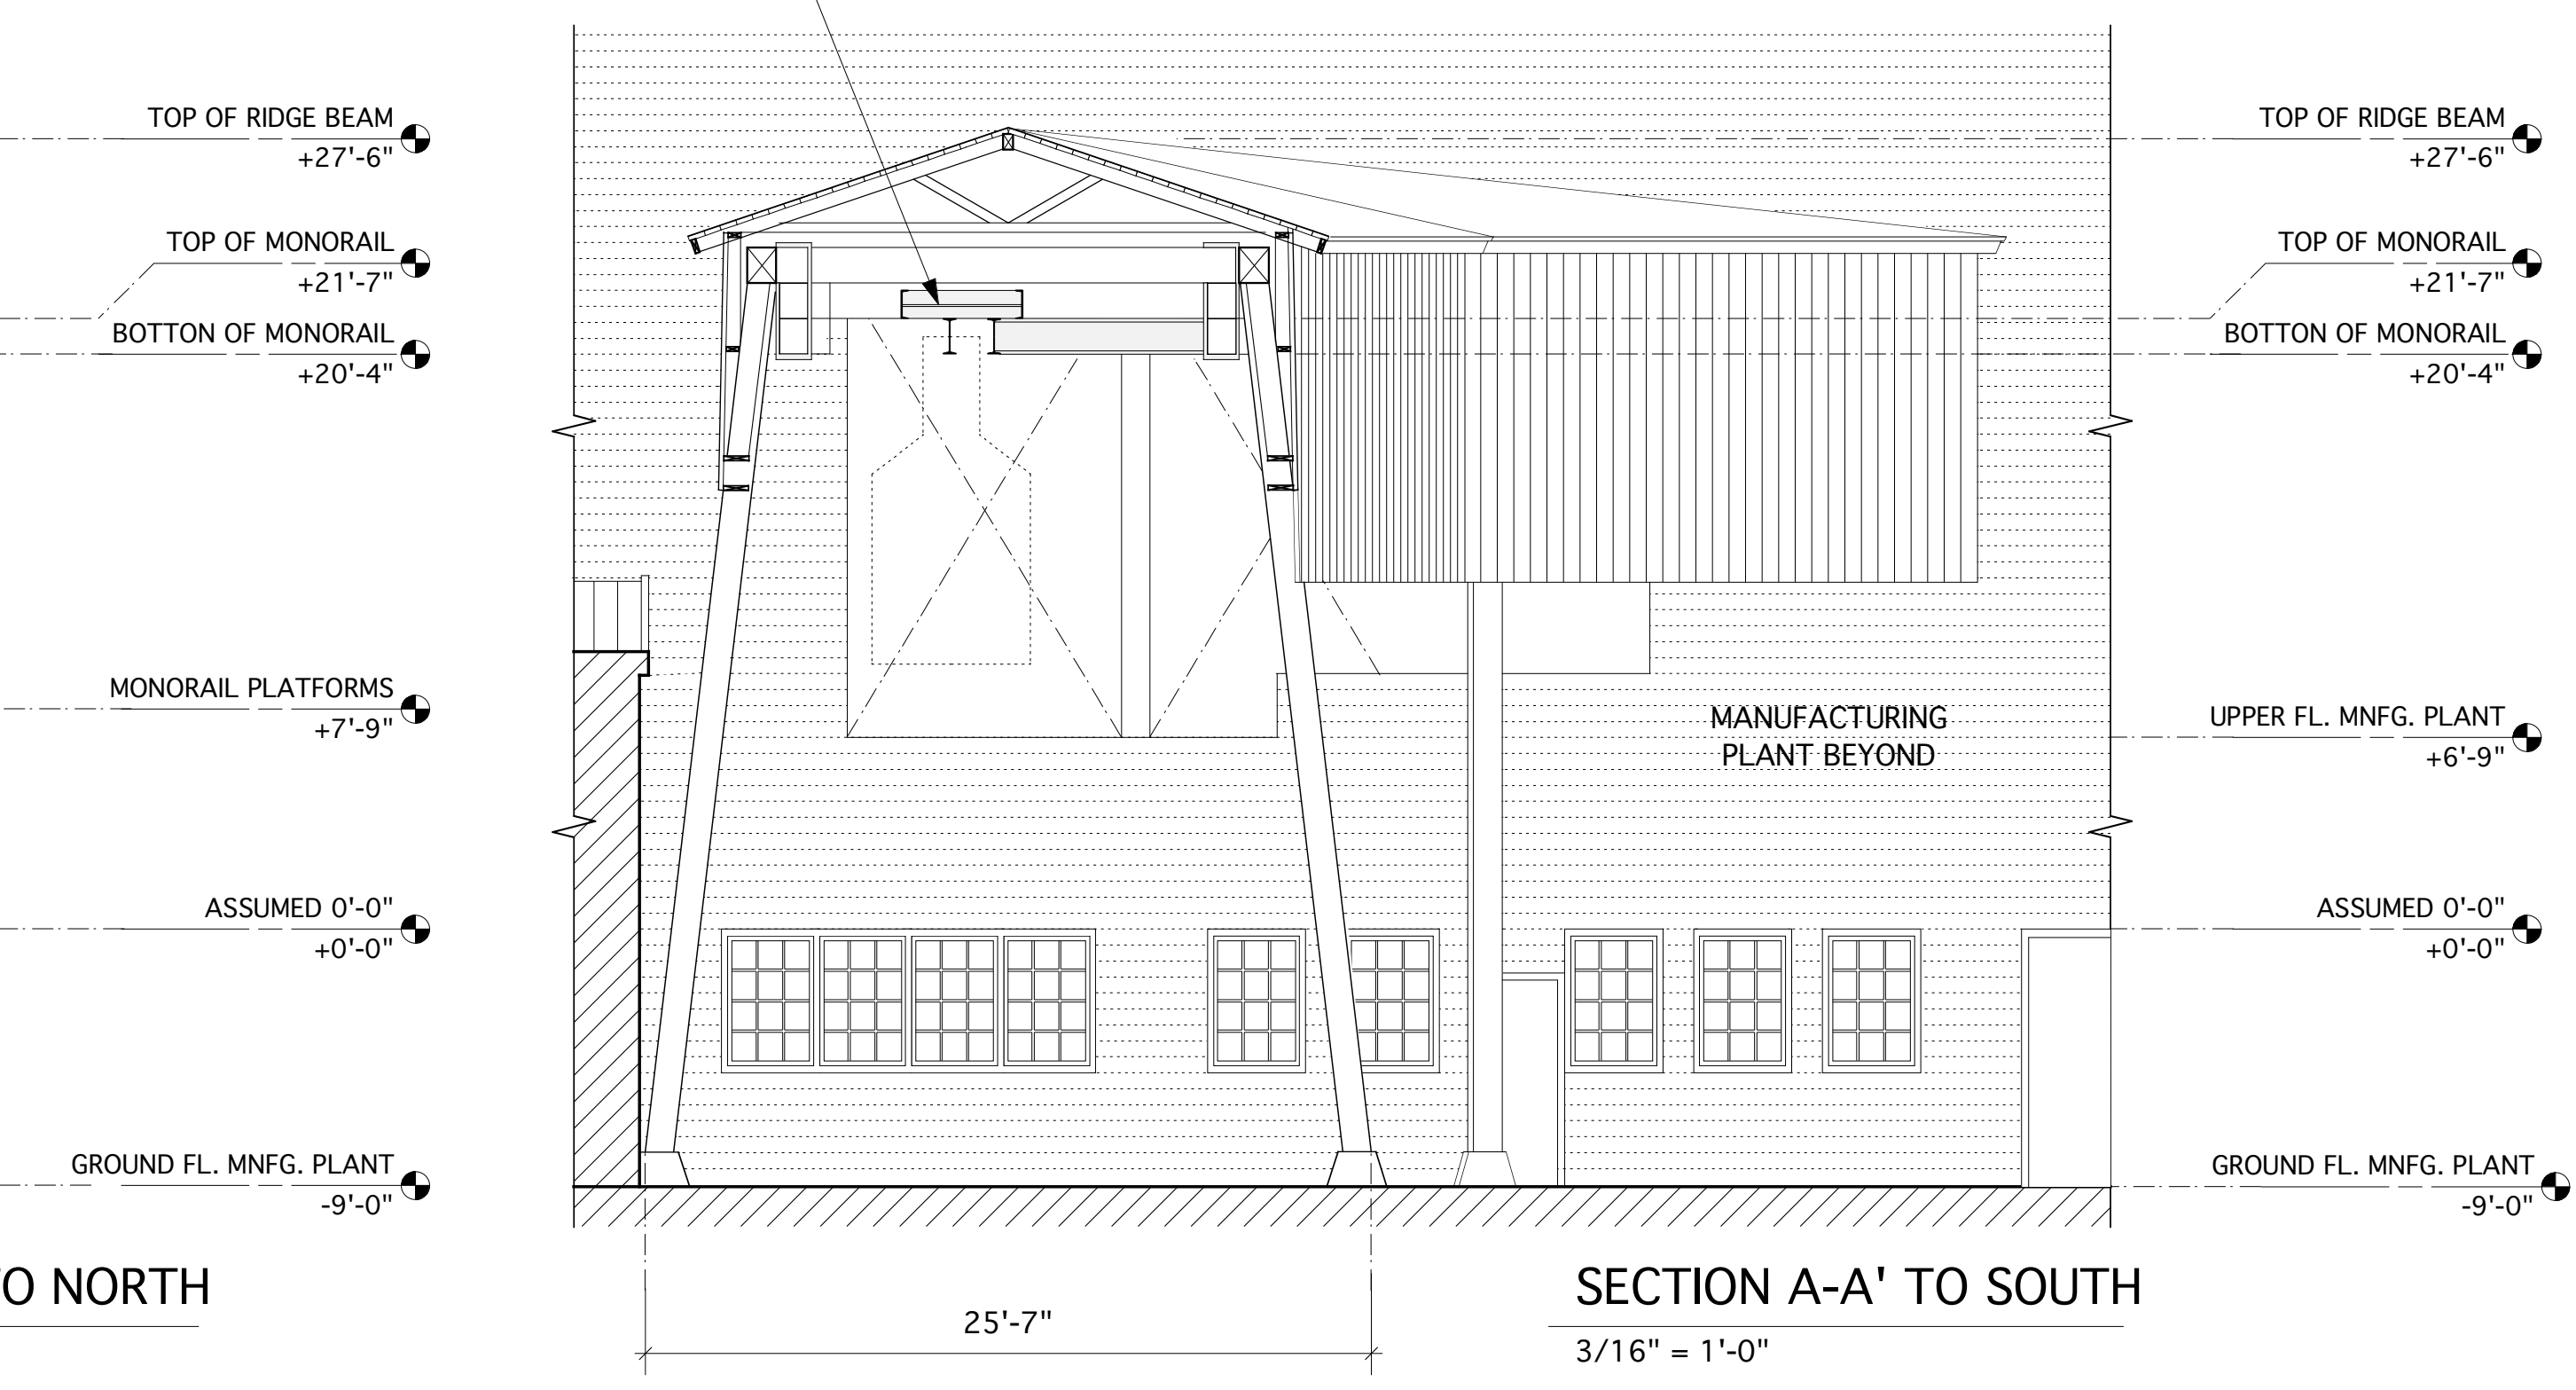 TOP OF RIDGE BEAM
+27'-6"
TOP OF MONORAIL
+21'-7"
BOTTON OF MONORAIL
+20'-4"
MONORAIL PLATFORMS
+7'-9"
ASSUMED 0'-0"
+0'-0"
GROUND FL. MNFG. PLANT
-9'-0"
O NORTH
MANUFACTURING
PLANT BEYOND
25'-7"
TOP OF RIDGE BEAM
+27'-6"
TOP OF MONORAIL
+21'-7"
BOTTON OF MONORAIL
+20'-4"
UPPER FL. MNFG. PLANT
+6'-9"
ASSUMED 0'-0"
+0'-0"
GROUND FL. MNFG. PLANT
-9'-0"
SECTION A-A' TO SOUTH
3/16" = 1'-0"